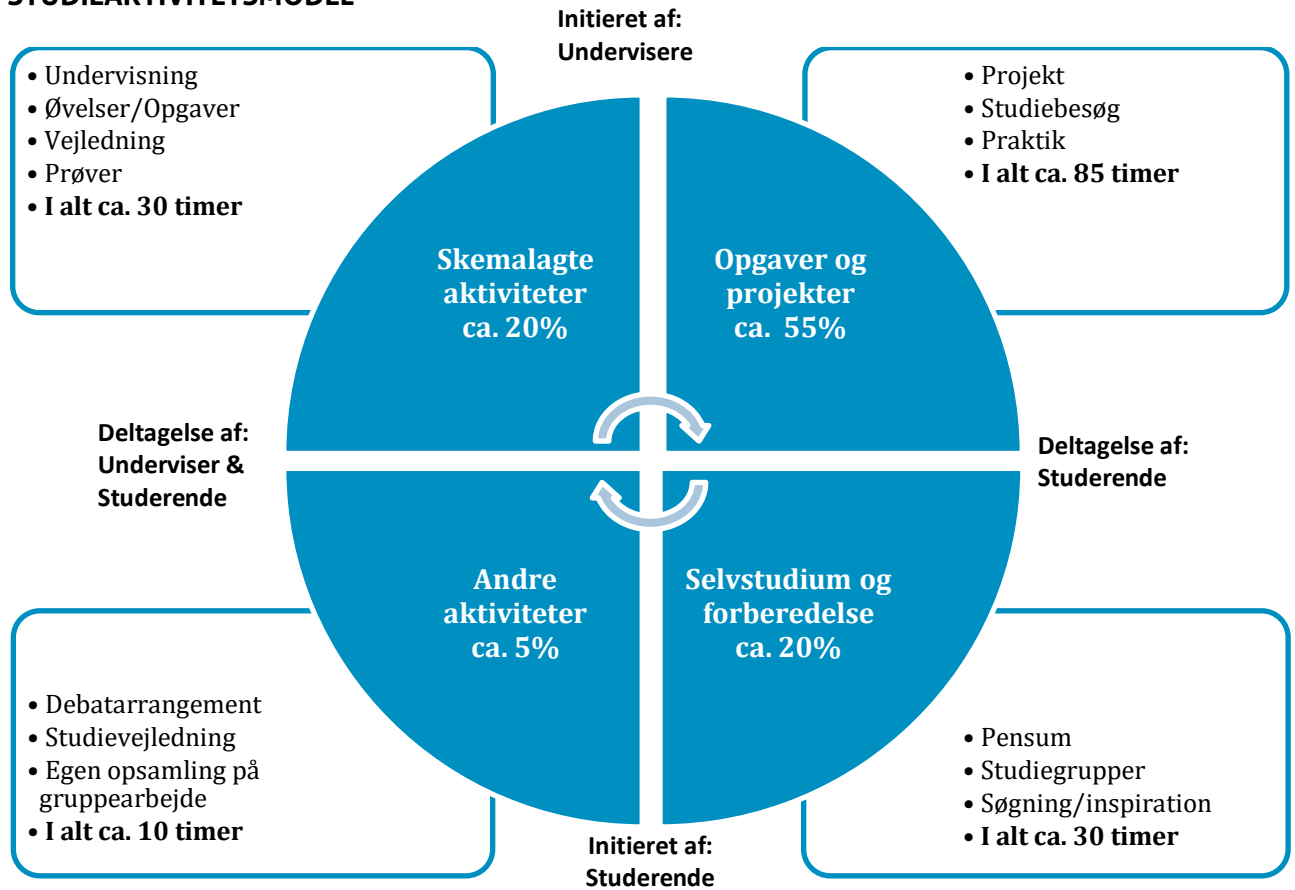 STUDIEAKTIVITETSMODEL
Initieret af:
Undervisere
• Undervisning
• Øvelser/Opgaver
• Vejledning
• Prøver
• I alt ca. 30 timer
• Projekt
• Studiebesøg
• Praktik
• I alt ca. 85 timer
Skemalagte
aktiviteter
ca. 20%
Opgaver og
projekter
ca. 55%
Deltagelse af:
Underviser &
Studerende
Deltagelse af:
Studerende
Andre
aktiviteter
ca. 5%
Selvstudium og
forberedelse
ca. 20%
• Debatarrangement
• Studievejledning
• Egen opsamling på
gruppearbejde
• I alt ca. 10 timer
• Pensum
• Studiegrupper
• Søgning/inspiration
• I alt ca. 30 timer
Initieret af:
Studerende